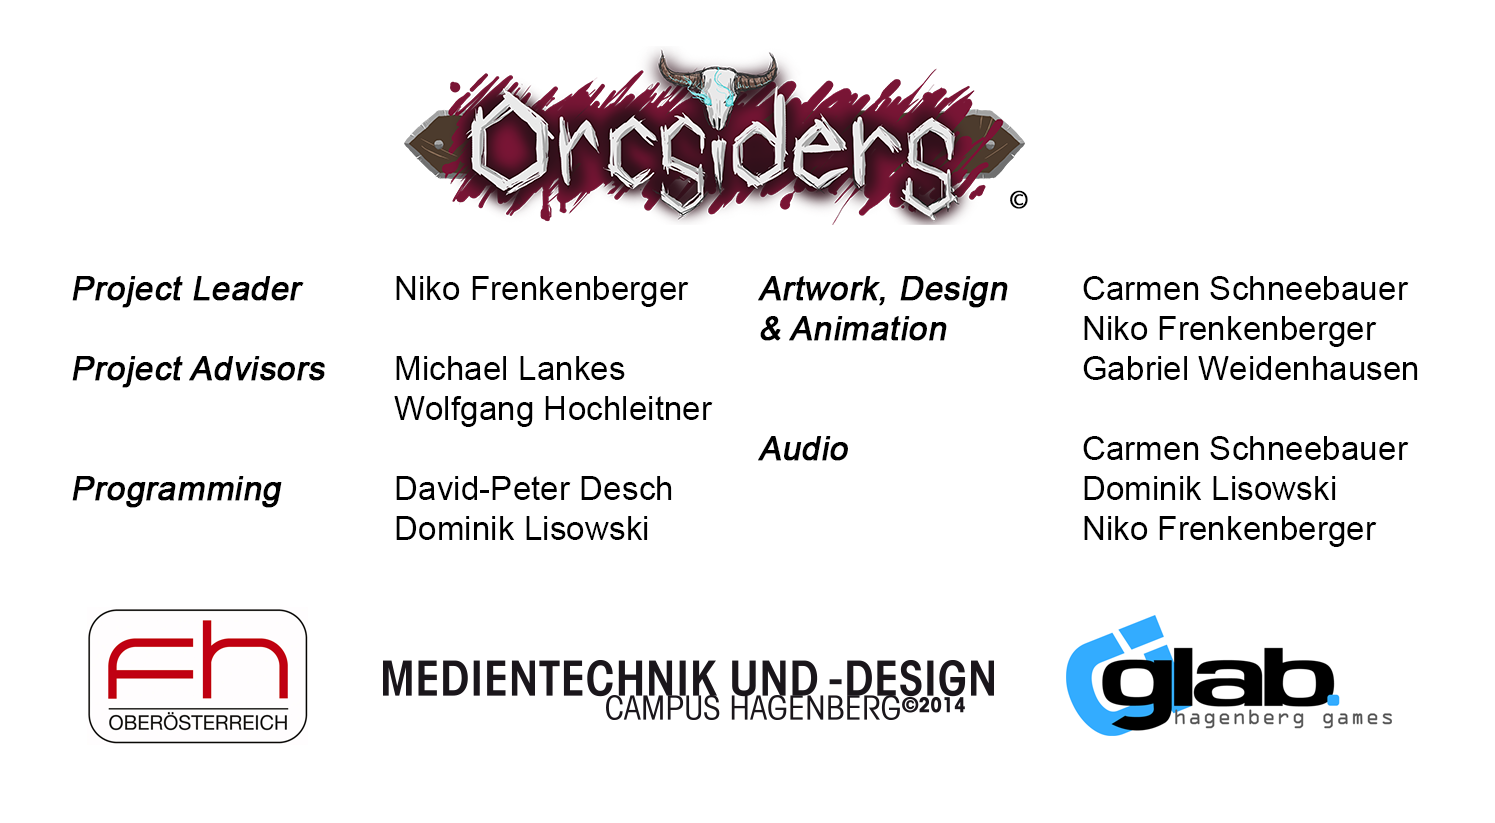 Orcsiders
©
Project Leader Niko Frenkenberger
Project Advisors Michael Lankes
Wolfgang Hochleitner
Programming David-Peter Desch
Dominik Lisowski
Artwork, Design Carmen Schneebauer
& Animation Niko Frenkenberger
Gabriel Weidenhausen
Audio Carmen Schneebauer
Dominik Lisowski
Niko Frenkenberger
fh
OBERÖSTERREICH
MEDIENTECHNIK UND -DESIGN
CAMPUS HAGENBERG©2014
glab.
hagenberg games